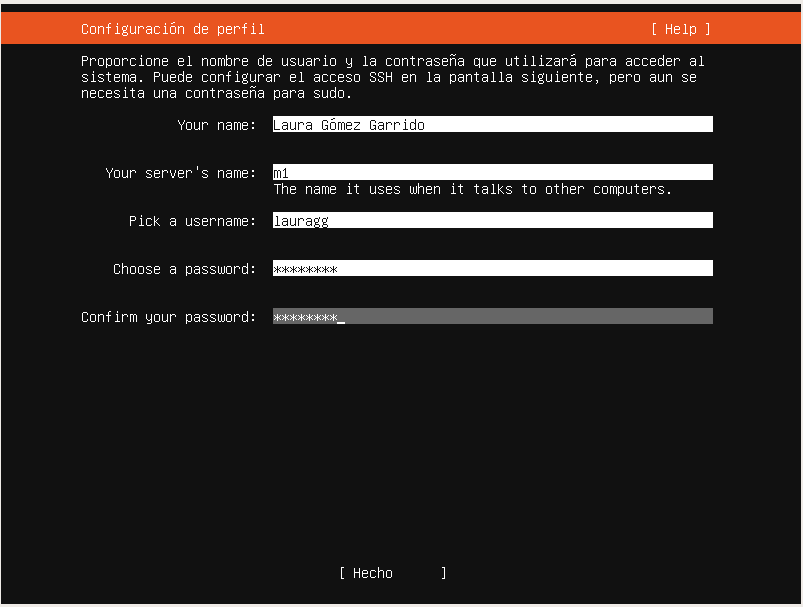 Configuración de perfil [ Help ]
Proporcione el nombre de usuario y la contraseña que utilizará para acceder al
sistema. Puede configurar el acceso SSH en la pantalla siguiente, pero aun se
necesita una contraseña para sudo.
Your name: Laura Gómez Garrido
Your server's name: m1
The name it uses when it talks to other computers.
Pick a username: lauragg
Choose a password: ********
Confirm your password: ********_
[ Hecho ]